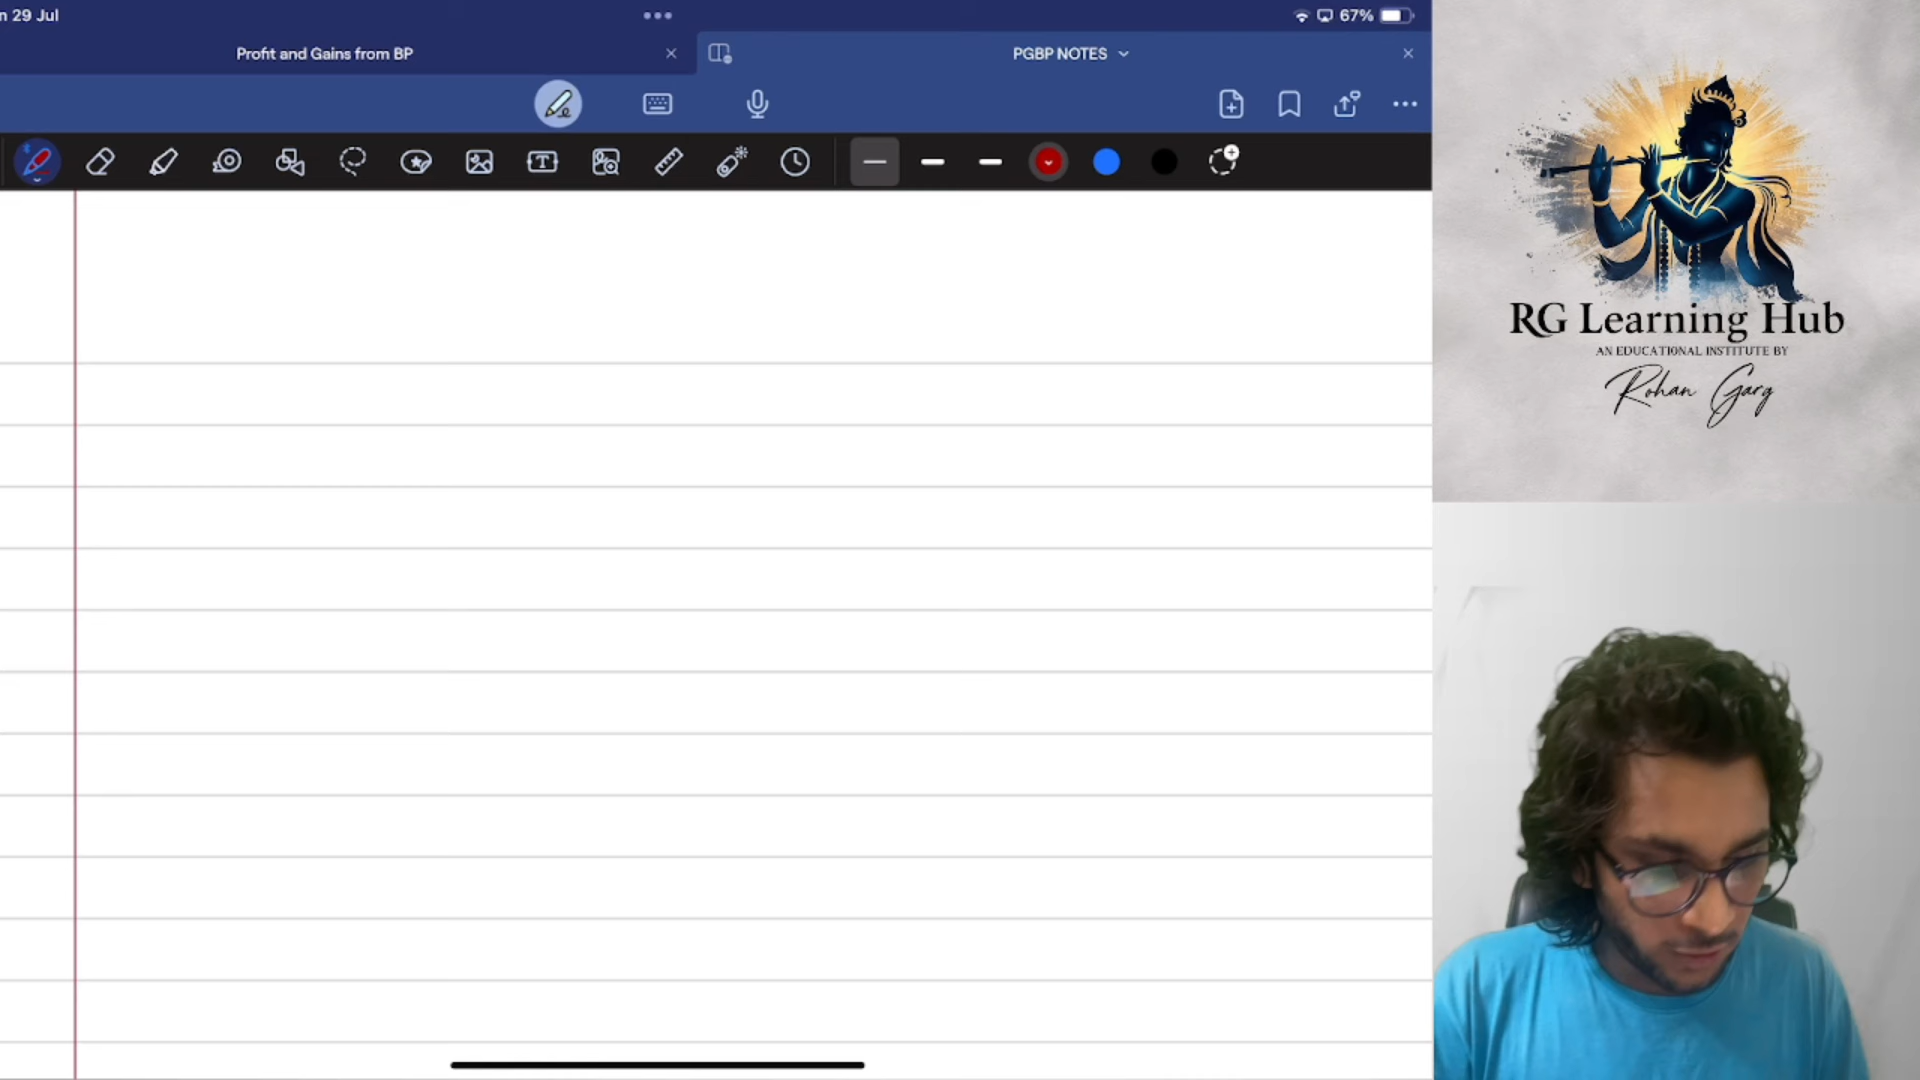 n 29 Jul
67%
Profit and Gains from BP
PGBP NOTES
RG Learning Hub
AN EDUCATIONAL INSTITUTE BY
Rohan Garg